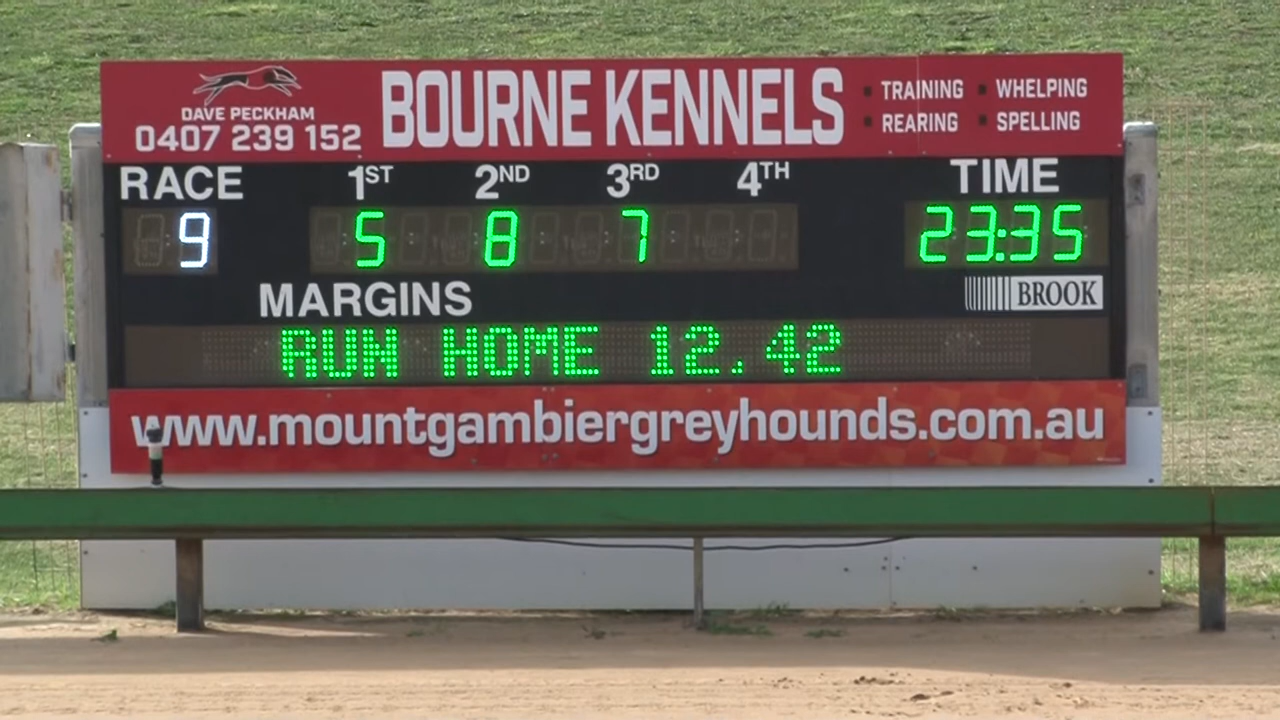 DAVE PECKHAM
0407 239 152
BOURNE KENNELS
TRAINING WHELPING
REARING SPELLING
RACE 1ST 2ND 3RD 4TH TIME
9 5 8 7 23:35
MARGINS BROOK
RUN HOME 12.42
www.mountgambiergreyhounds.com.au